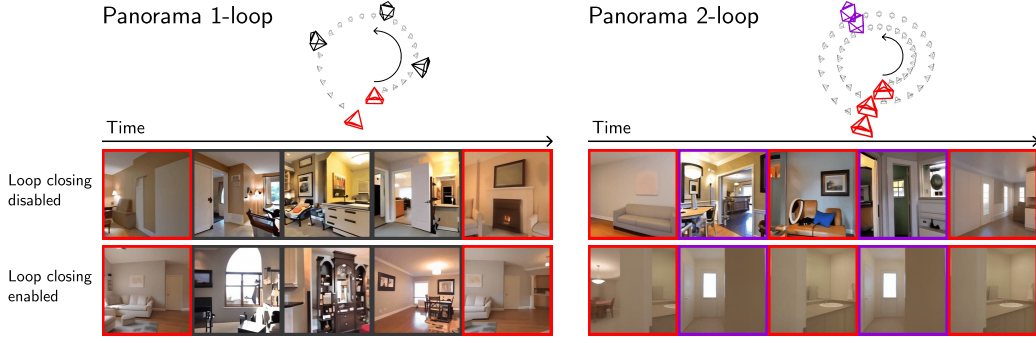 Panorama 1-loop
Panorama 2-loop
Time
Time
Loop closing
disabled
Loop closing
enabled